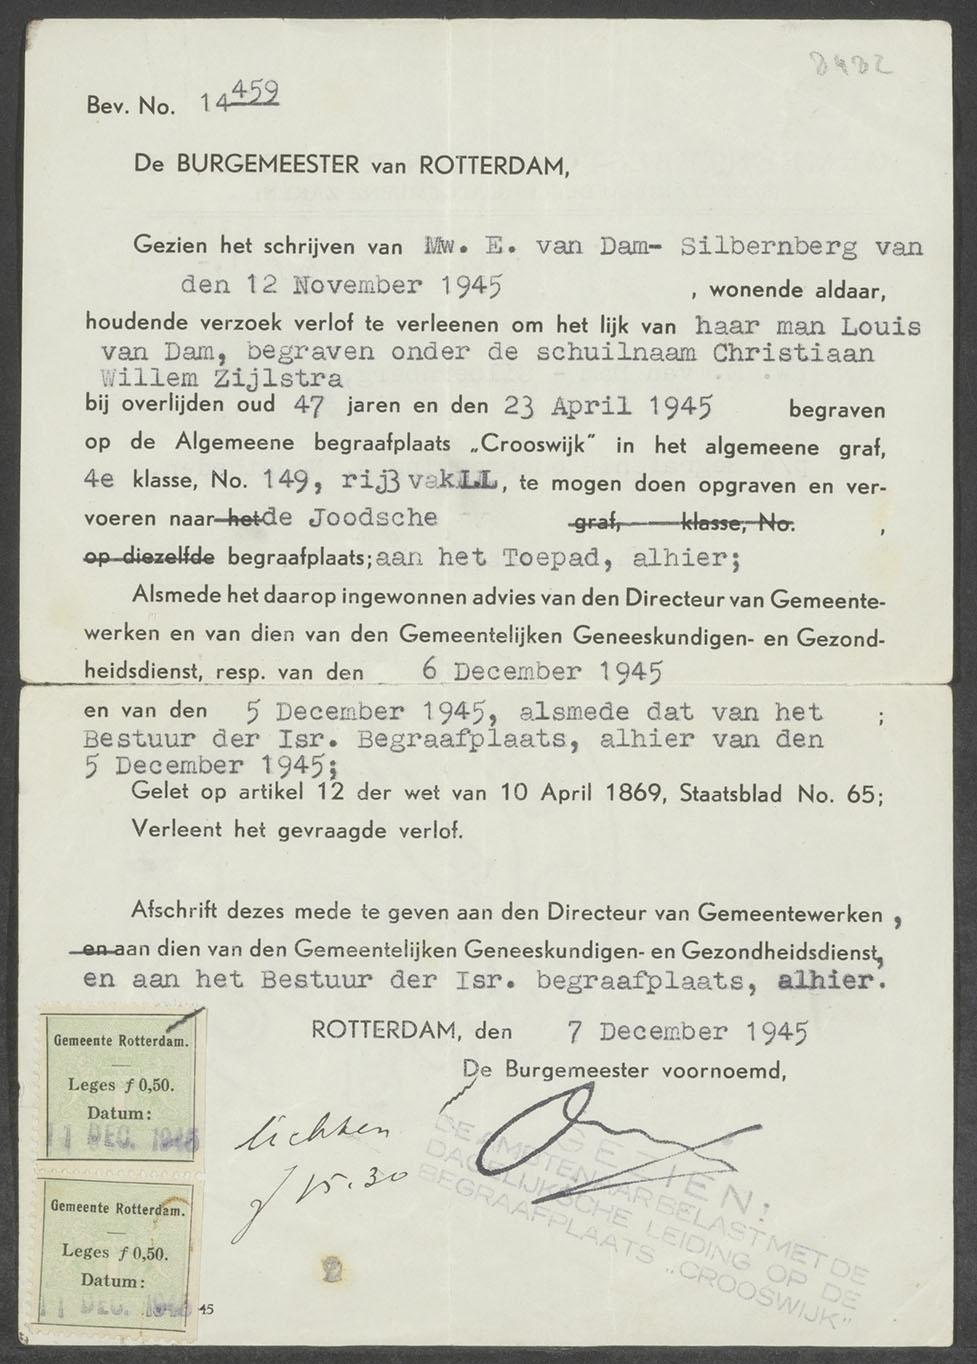 8482
Bev. No. 14459
De BURGEMEESTER van ROTTERDAM,
Gezien het schrijven van Mw. E. van Dam- Silbernberg van
den 12 November 1945 , wonende aldaar,
houdende verzoek verlof te verleenen om het lijk van haar man Louis
van Dam, begraven onder de schuilnaam Christiaan
Willem Zijlstra
bij overlijden oud 47 jaren en den 23 April 1945 begraven
op de Algemeene begraafplaats „Crooswijk" in het algemeene graf,
4e klasse, No. 149, rij3 vakLL, te mogen doen opgraven en ver-
voeren naar het de Joodsche graf, klasse, No. ,
op diezelfde begraafplaats; aan het Toepad, alhier;
Alsmede het daarop ingewonnen advies van den Directeur van Gemeente-
werken en van dien van den Gemeentelijken Geneeskundigen- en Gezond-
heidsdienst, resp. van den 6 December 1945
en van den 5 December 1945, alsmede dat van het ;
Bestuur der Isr. Begraafplaats, alhier van den
5 December 1945;
Gelet op artikel 12 der wet van 10 April 1869, Staatsblad No. 65;
Verleent het gevraagde verlof.
Afschrift dezes mede te geven aan den Directeur van Gemeentewerken ,
en aan dien van den Gemeentelijken Geneeskundigen- en Gezondheidsdienst,
en aan het Bestuur der Isr. begraafplaats, alhier.
ROTTERDAM, den 7 December 1945
De Burgemeester voornoemd,
Gemeente Rotterdam.
Leges f 0,50.
Datum:
11 DEC. 1945
lichten
f 15.30
GEZIEN:
DE AMPTENAAR BELAST MET DE
DAGELIJKSCHE LEIDING OP DE
BEGRAAFPLAATS „CROOSWIJK"
Gemeente Rotterdam.
Leges f 0,50.
Datum:
11 DEC. 1945
45